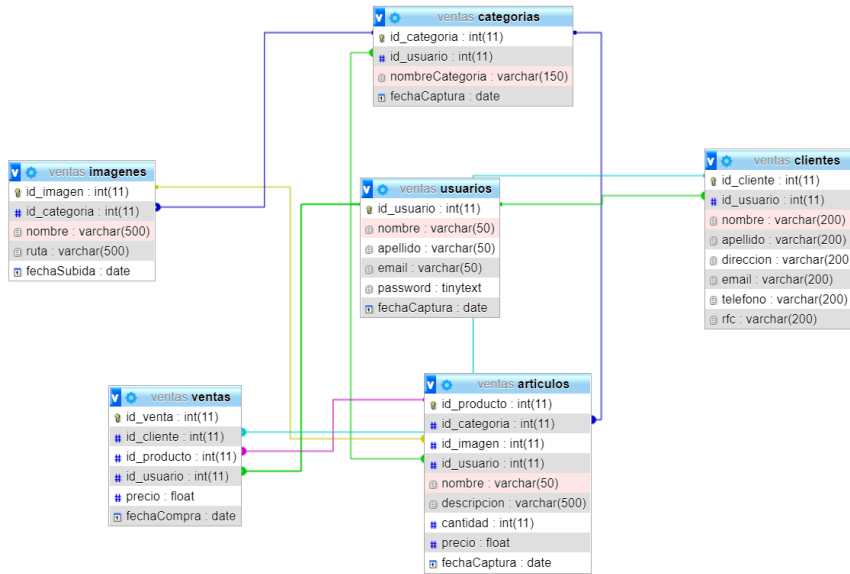 ventas categorias
id_categoria : int(11)
id_usuario : int(11)
nombreCategoria : varchar(150)
fechaCaptura : date
ventas imagenes
id_imagen : int(11)
id_categoria : int(11)
nombre : varchar(500)
ruta : varchar(500)
fechaSubida : date
ventas usuarios
id_usuario : int(11)
nombre : varchar(50)
apellido : varchar(50)
email : varchar(50)
password : tinytext
fechaCaptura : date
ventas clientes
id_cliente : int(11)
id_usuario : int(11)
nombre : varchar(200)
apellido : varchar(200)
direccion : varchar(200
email : varchar(200)
telefono : varchar(200)
rfc : varchar(200)
ventas ventas
id_venta : int(11)
id_cliente : int(11)
id_producto : int(11)
id_usuario : int(11)
precio : float
fechaCompra : date
ventas articulos
id_producto : int(11)
id_categoria : int(11)
id_imagen : int(11)
id_usuario : int(11)
nombre : varchar(50)
descripcion : varchar(500)
cantidad : int(11)
precio : float
fechaCaptura : date